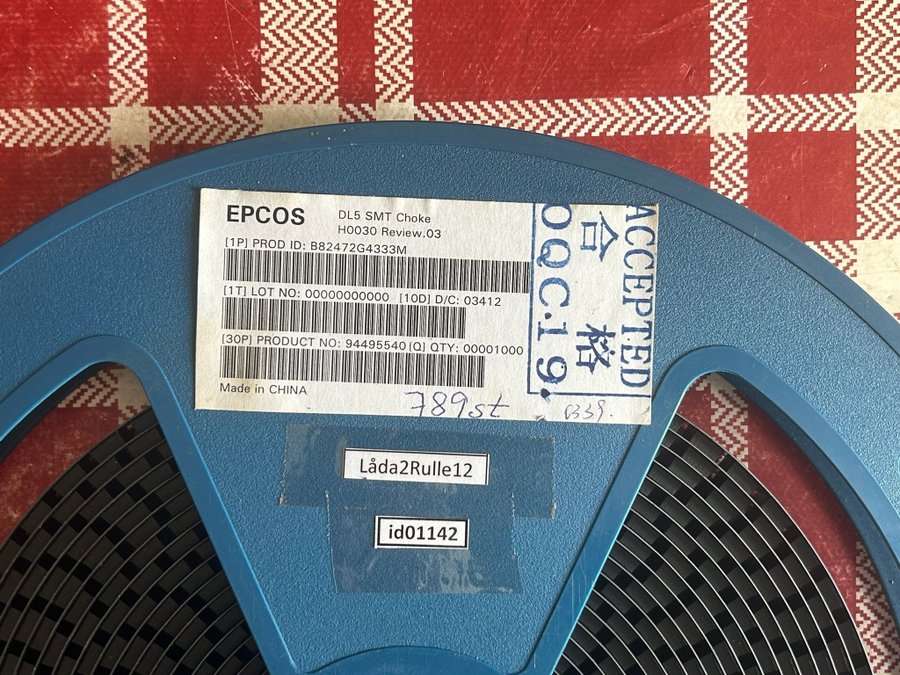 EPCOS
DL5 SMT Choke
H0030 Review.03
[1P] PROD ID: B82472G4333M
[1T] LOT NO: 00000000000 [10D] D/C: 03412
[30P] PRODUCT NO: 94495540 [Q] QTY: 00001000
Made in CHINA
789st
ACCEPTED
合格
OQC.19.
Låda2Rulle12
id01142